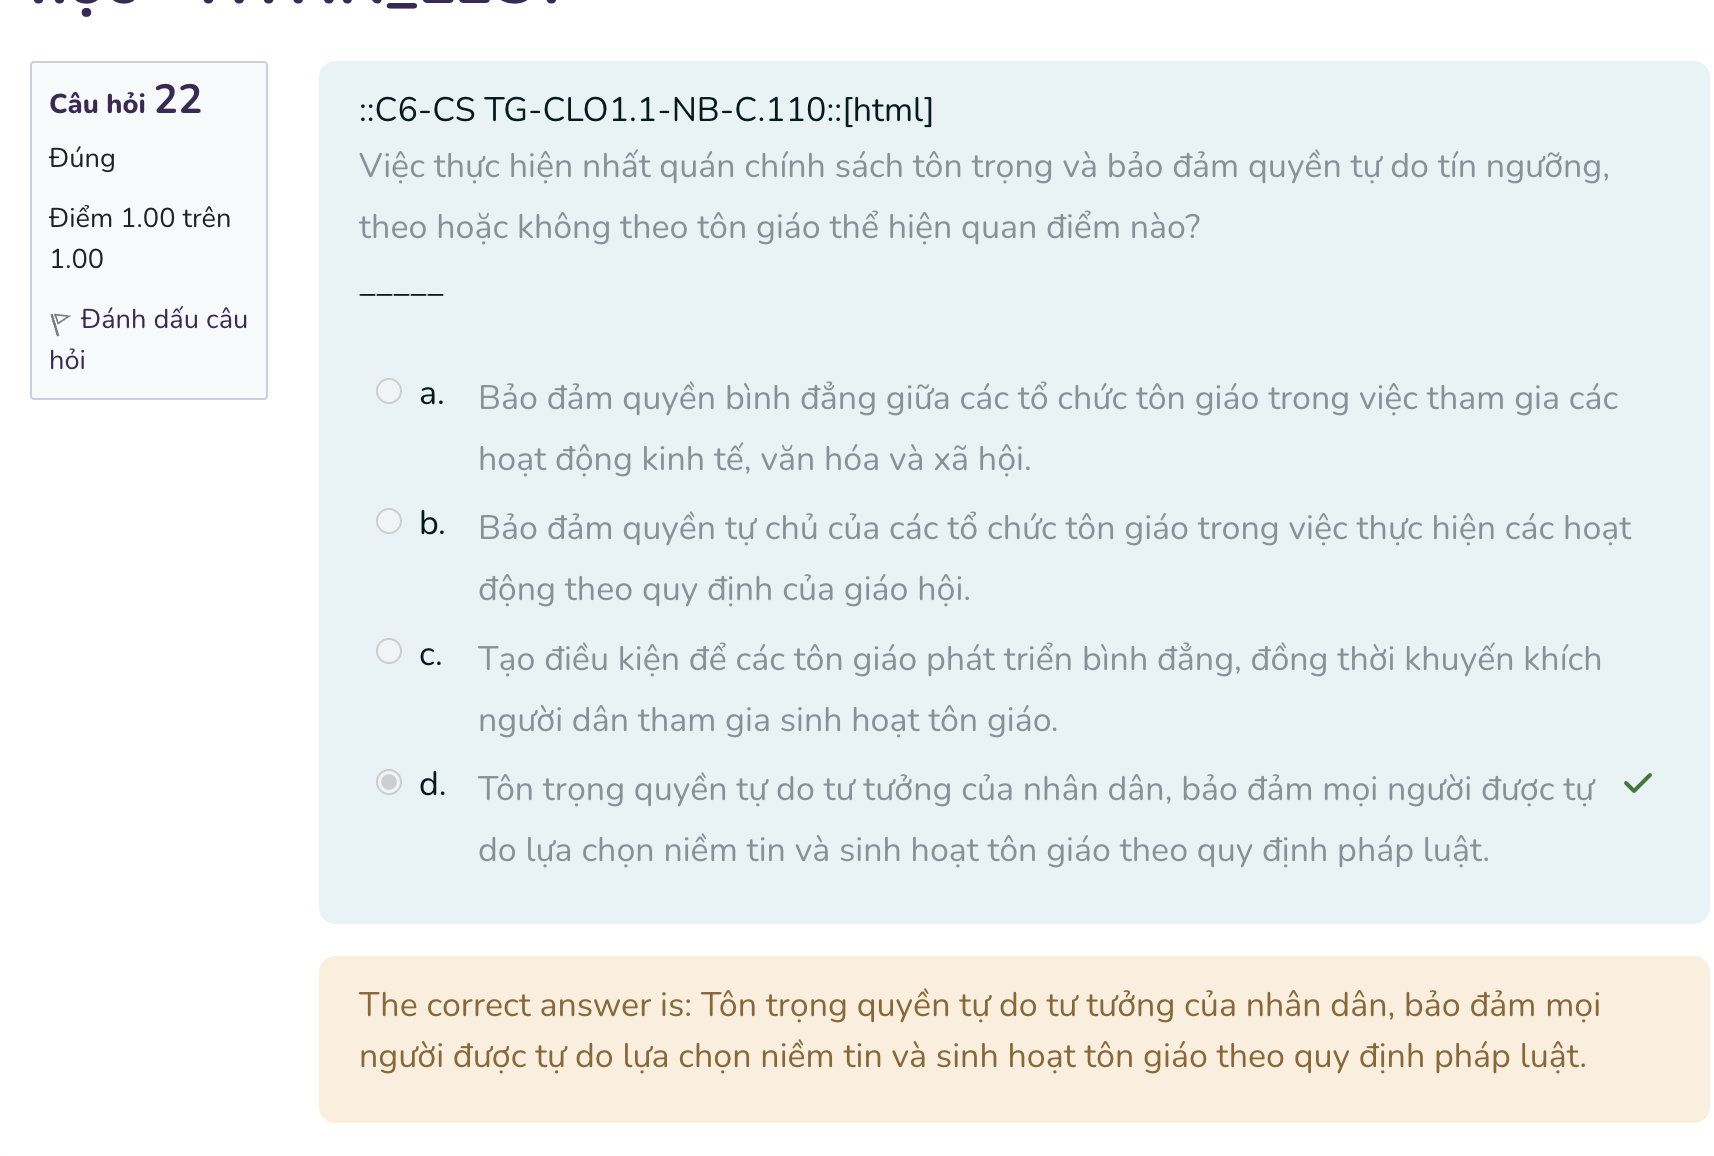 Câu hỏi 22
Đúng
Điểm 1.00 trên
1.00
Đánh dấu câu
hỏi
::C6-CS TG-CLO1.1-NB-C.110::[html]
Việc thực hiện nhất quán chính sách tôn trọng và bảo đảm quyền tự do tín ngưỡng,
theo hoặc không theo tôn giáo thể hiện quan điểm nào?
_____
a. Bảo đảm quyền bình đẳng giữa các tổ chức tôn giáo trong việc tham gia các
hoạt động kinh tế, văn hóa và xã hội.
b. Bảo đảm quyền tự chủ của các tổ chức tôn giáo trong việc thực hiện các hoạt
động theo quy định của giáo hội.
c. Tạo điều kiện để các tôn giáo phát triển bình đẳng, đồng thời khuyến khích
người dân tham gia sinh hoạt tôn giáo.
d. Tôn trọng quyền tự do tư tưởng của nhân dân, bảo đảm mọi người được tự
do lựa chọn niềm tin và sinh hoạt tôn giáo theo quy định pháp luật.
The correct answer is: Tôn trọng quyền tự do tư tưởng của nhân dân, bảo đảm mọi
người được tự do lựa chọn niềm tin và sinh hoạt tôn giáo theo quy định pháp luật.